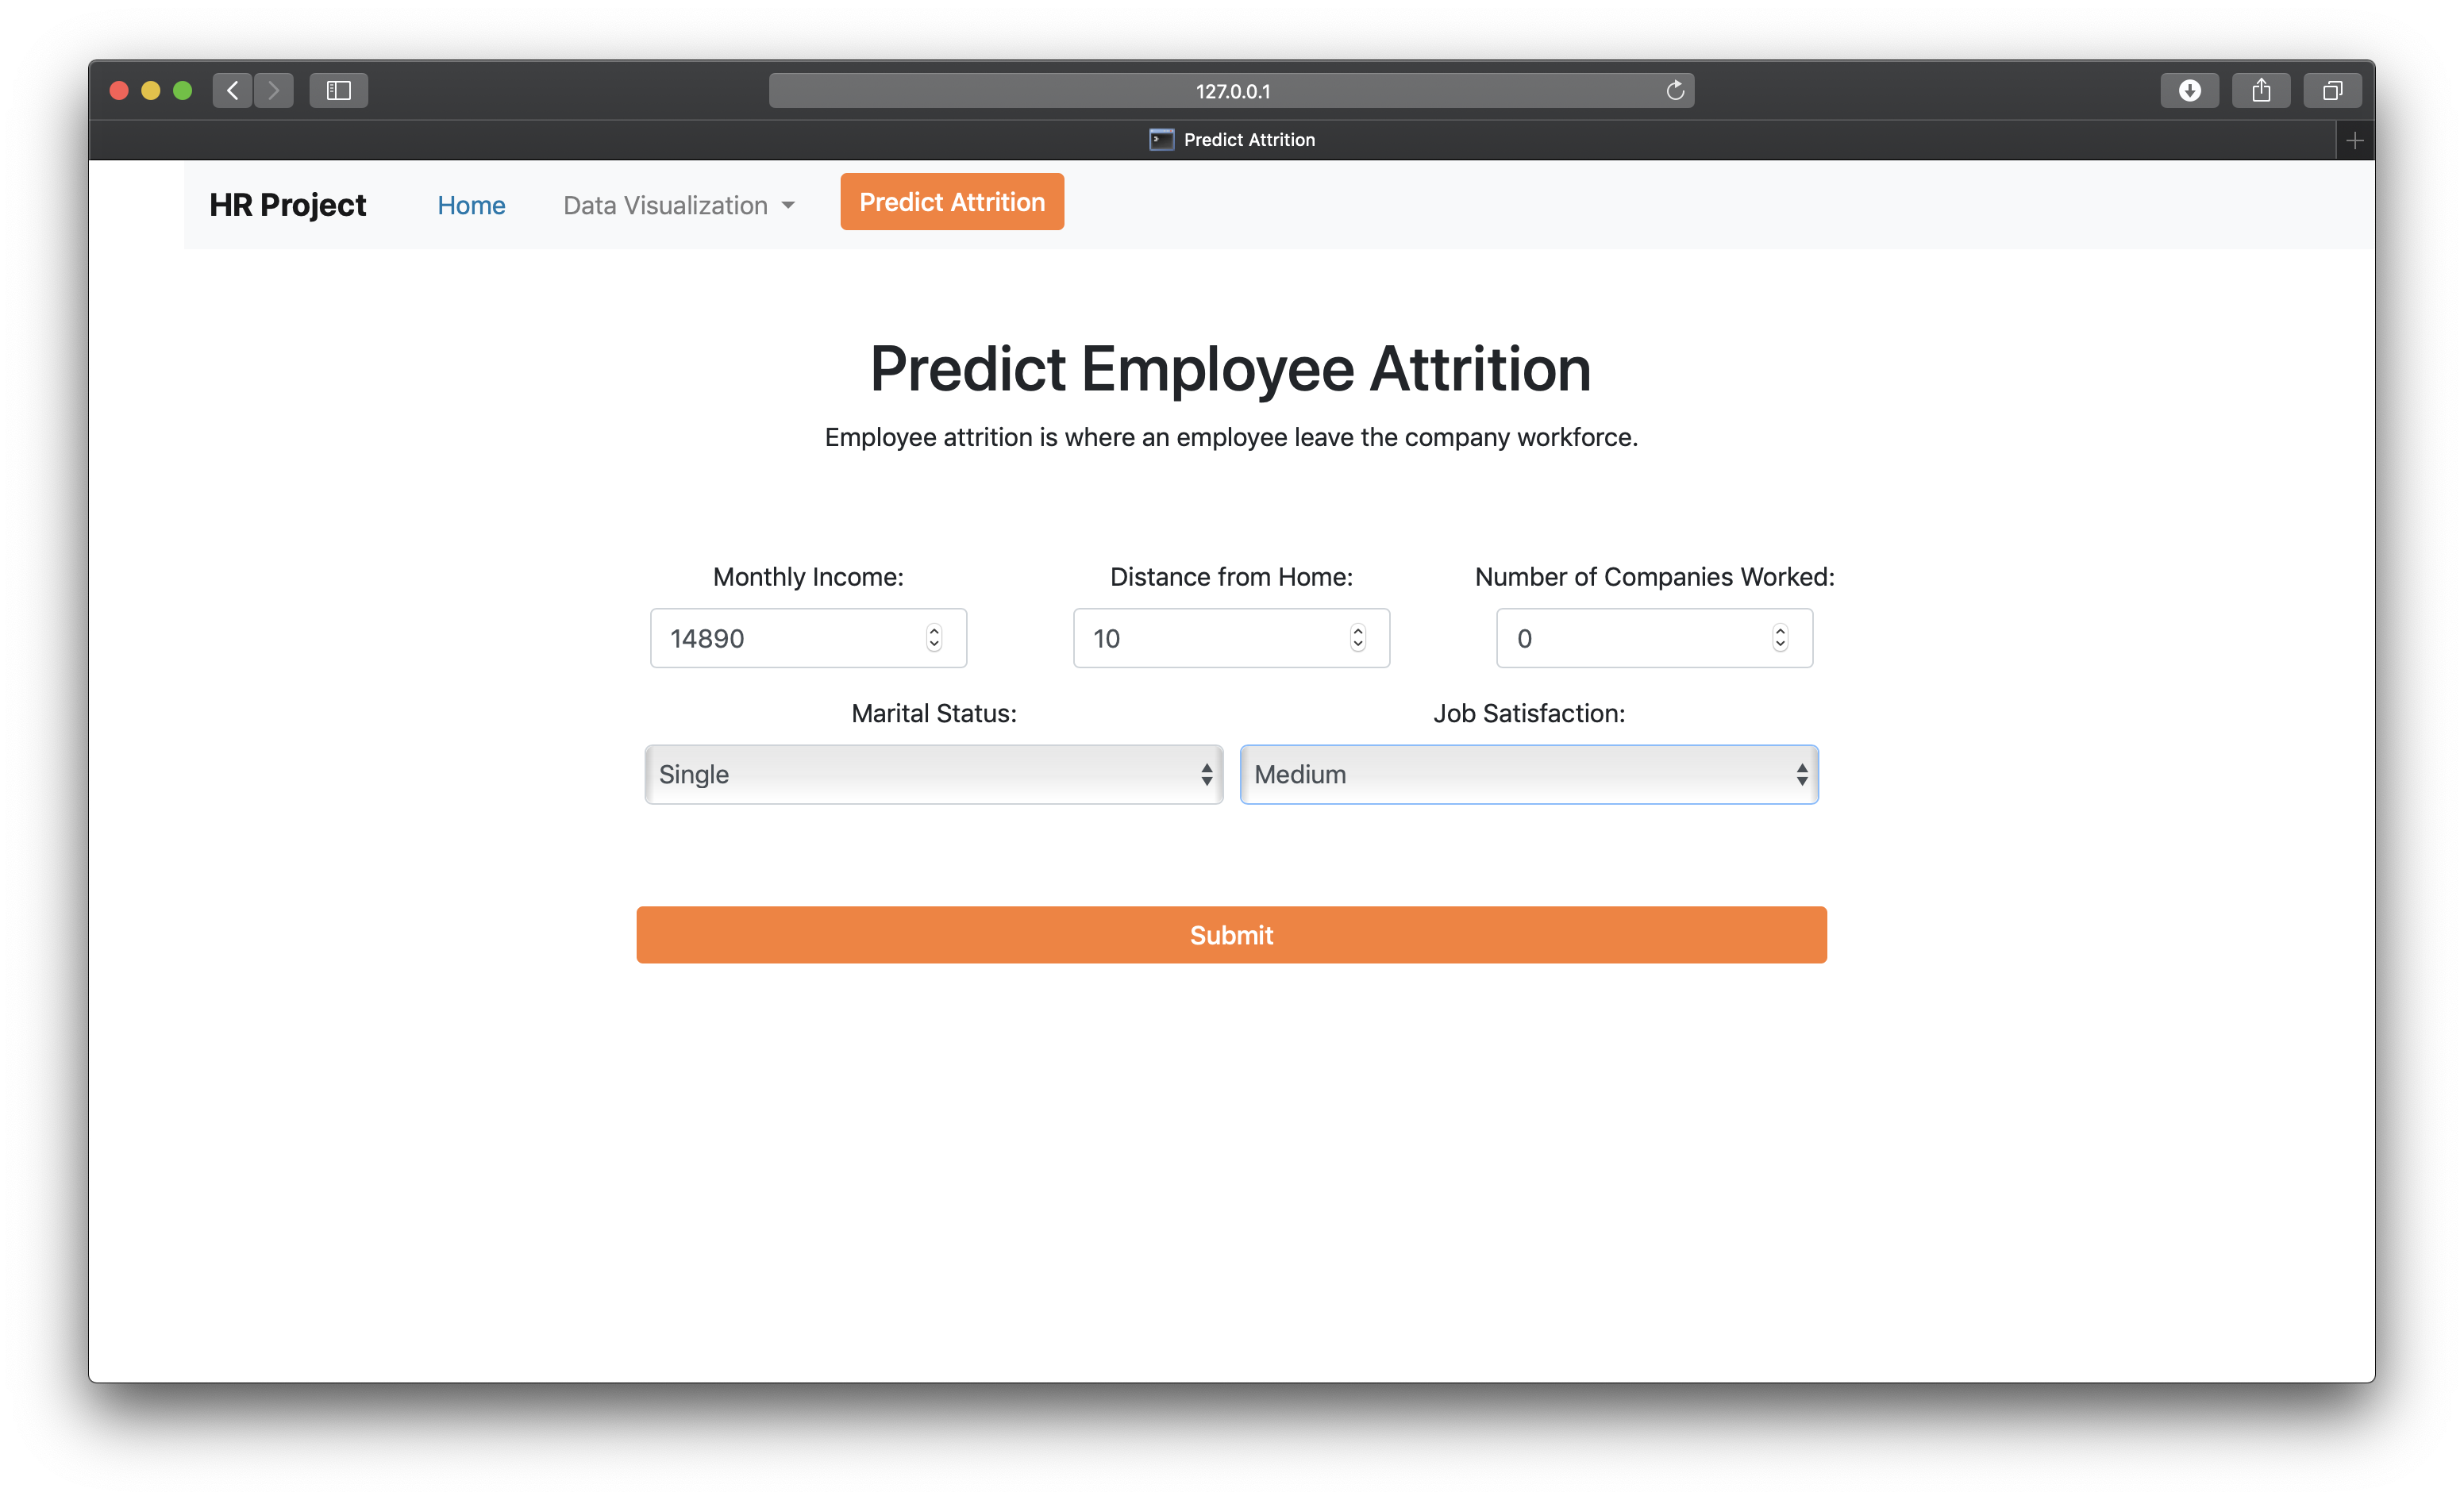 127.0.0.1
Predict Attrition
HR Project Home Data Visualization Predict Attrition
Predict Employee Attrition
Employee attrition is where an employee leave the company workforce.
Monthly Income: Distance from Home: Number of Companies Worked:
14890 10 0
Marital Status: Job Satisfaction:
Single Medium
Submit